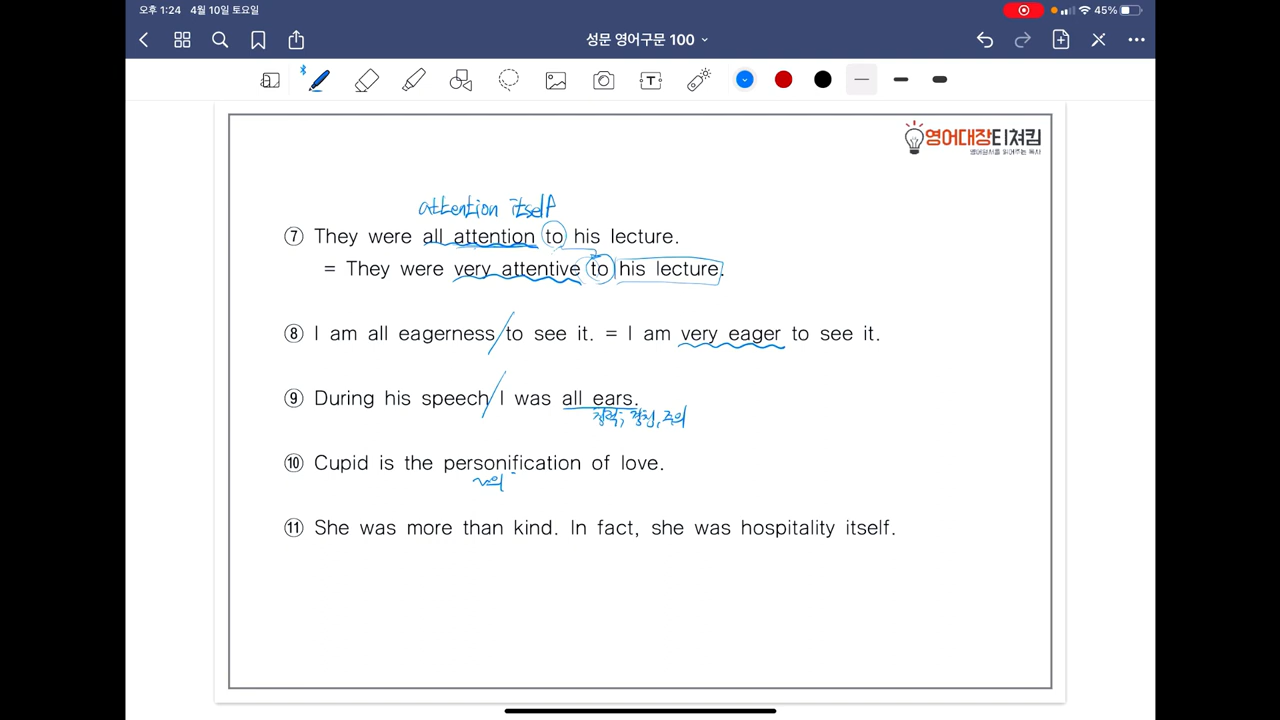 오후 1:24 4월 10일 토요일
45%
성문 영어구문 100
영어대장티쳐킴
attention itself
⑦ They were all attention to his lecture.
= They were very attentive to his lecture.
⑧ I am all eagerness to see it. = I am very eager to see it.
⑨ During his speech I was all ears.
청력; 경청, 주의
⑩ Cupid is the personification of love.
⑪ She was more than kind. In fact, she was hospitality itself.